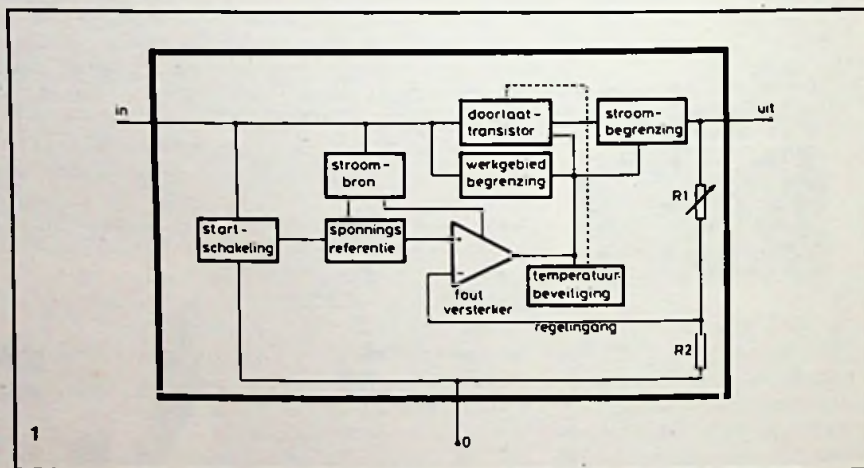 in
doorlaat-
transistor
stroom-
begrenzing
uit
stroom-
bron
werkgebied
begrenzing
R1
start-
schakeling
spannings
referentie
+
−
fout
versterker
temperatuur-
beveiliging
regelingang
R2
0
1